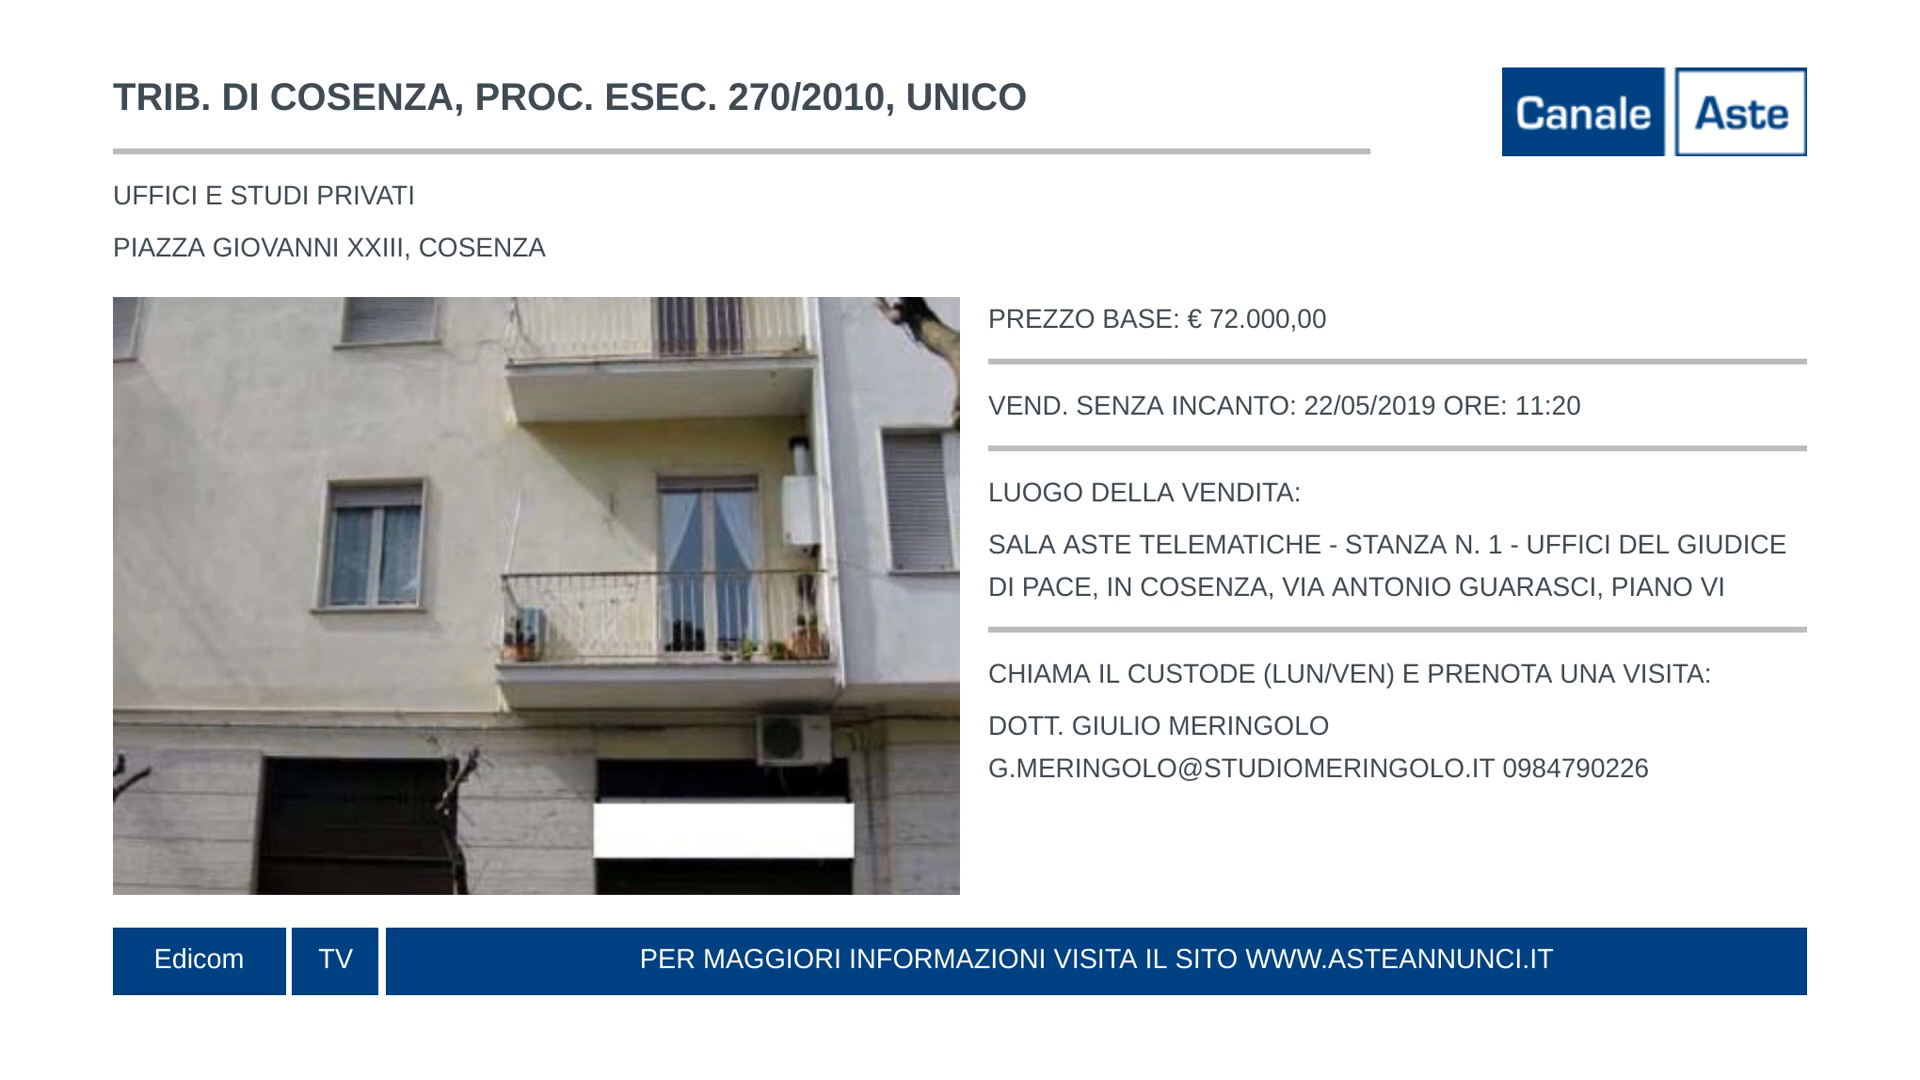 TRIB. DI COSENZA, PROC. ESEC. 270/2010, UNICO
Canale Aste
UFFICI E STUDI PRIVATI
PIAZZA GIOVANNI XXIII, COSENZA
PREZZO BASE: € 72.000,00
VEND. SENZA INCANTO: 22/05/2019 ORE: 11:20
LUOGO DELLA VENDITA:
SALA ASTE TELEMATICHE - STANZA N. 1 - UFFICI DEL GIUDICE
DI PACE, IN COSENZA, VIA ANTONIO GUARASCI, PIANO VI
CHIAMA IL CUSTODE (LUN/VEN) E PRENOTA UNA VISITA:
DOTT. GIULIO MERINGOLO
G.MERINGOLO@STUDIOMERINGOLO.IT 0984790226
Edicom TV PER MAGGIORI INFORMAZIONI VISITA IL SITO WWW.ASTEANNUNCI.IT